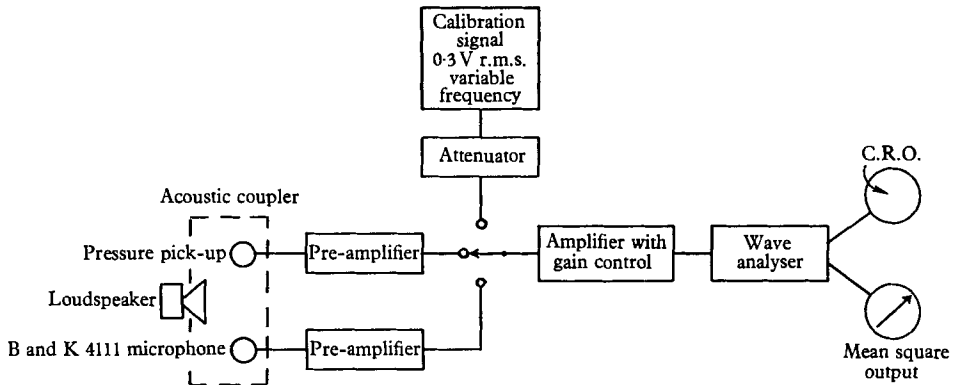 Calibration
signal
0·3 V r.m.s.
variable
frequency
Attenuator
C.R.O.
Acoustic coupler
Pressure pick-up
Pre-amplifier
Amplifier with
gain control
Wave
analyser
Loudspeaker
B and K 4111 microphone
Pre-amplifier
Mean square
output